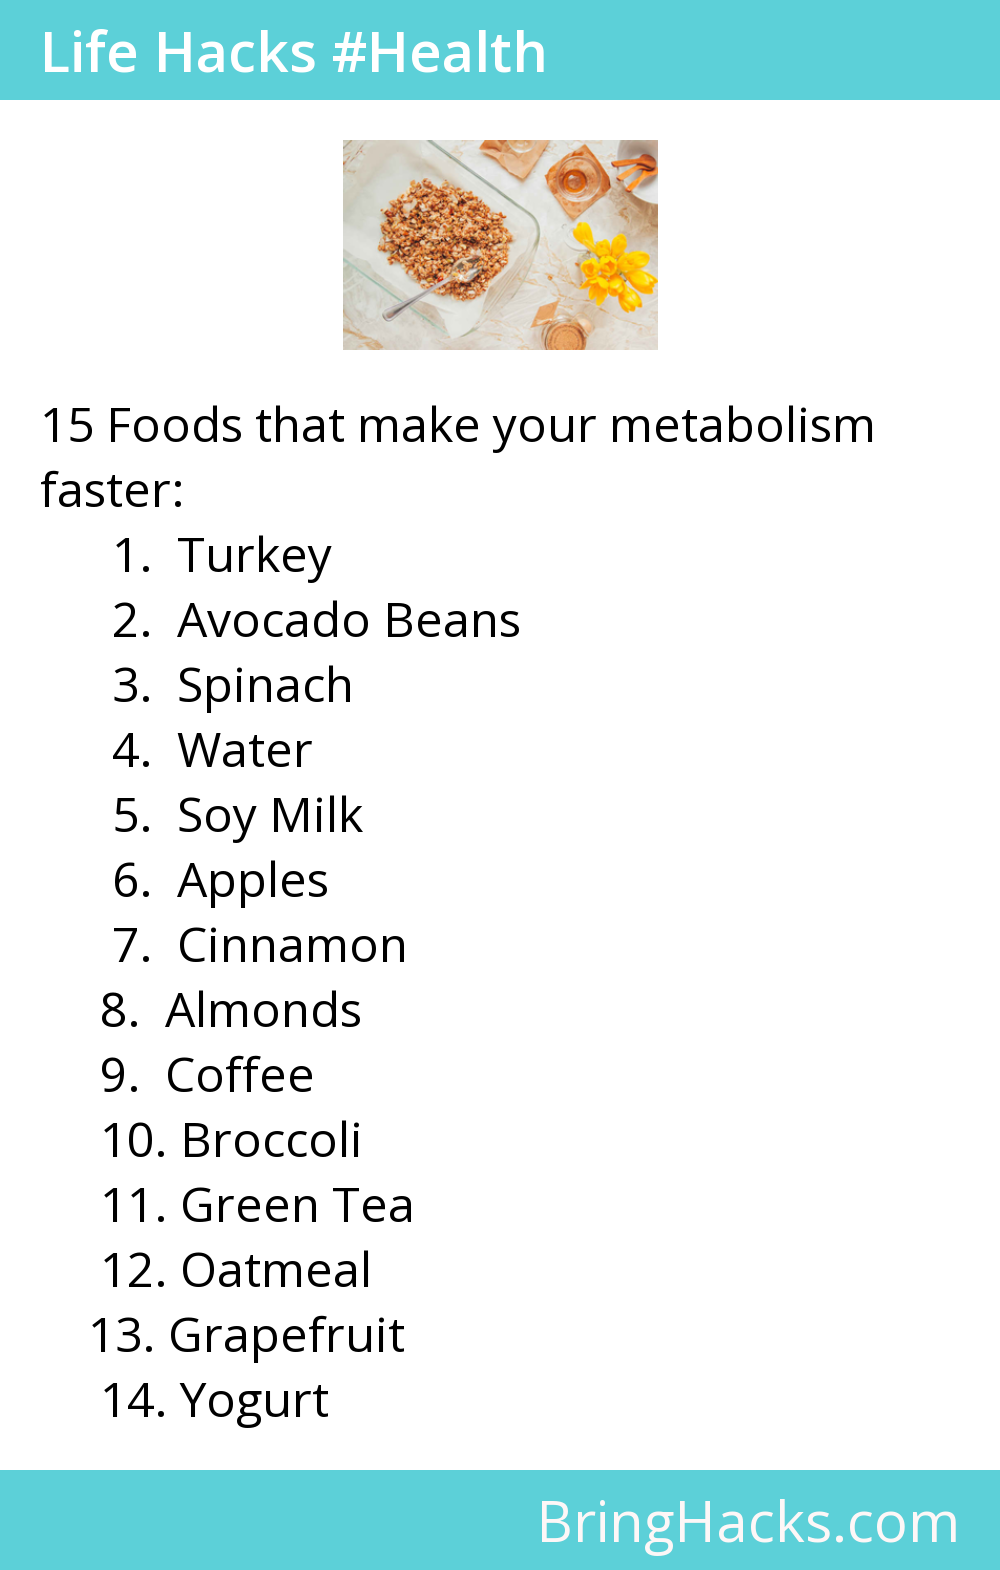 Life Hacks #Health
15 Foods that make your metabolism
faster:
1. Turkey
2. Avocado Beans
3. Spinach
4. Water
5. Soy Milk
6. Apples
7. Cinnamon
8. Almonds
9. Coffee
10. Broccoli
11. Green Tea
12. Oatmeal
13. Grapefruit
14. Yogurt
BringHacks.com